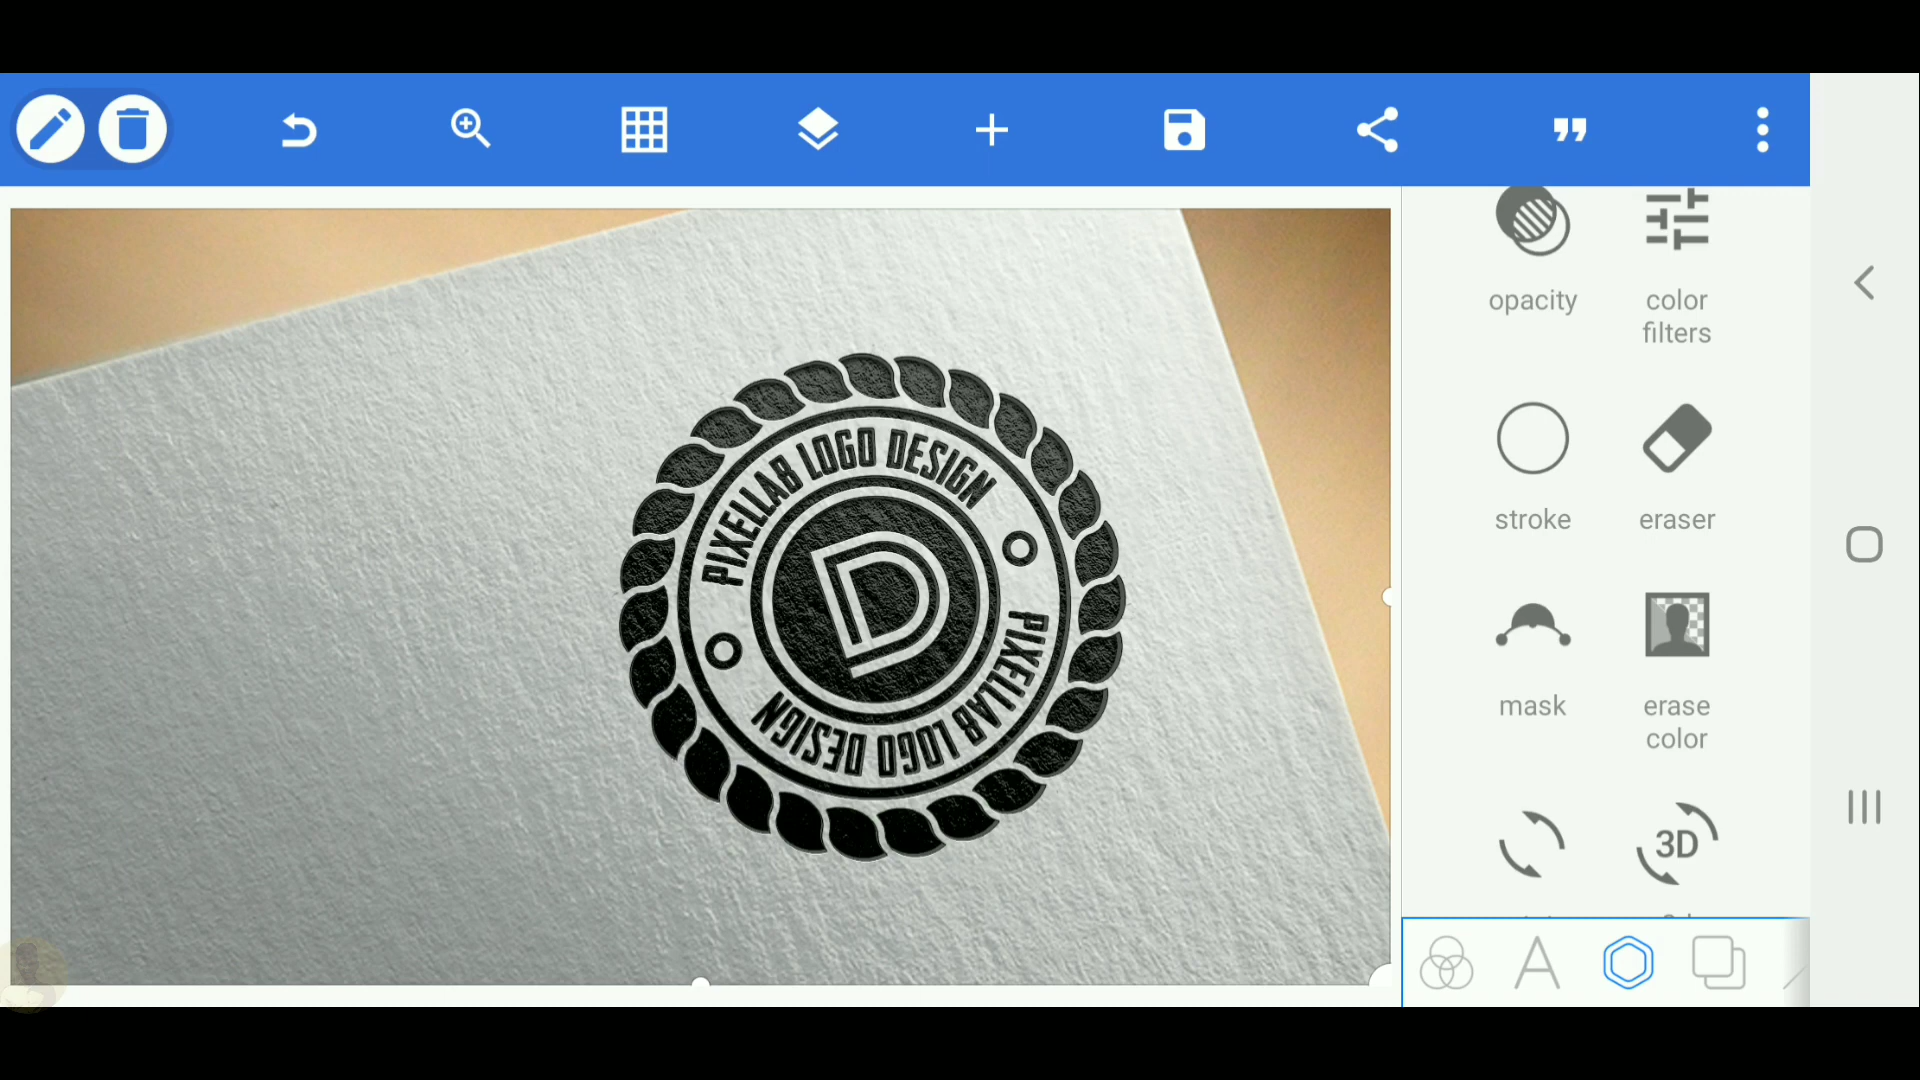 opacity
color
filters
PIXELLAB LOGO DESIGN
D
PIXELLAB LOGO DESIGN
stroke
eraser
mask
erase
color
3D